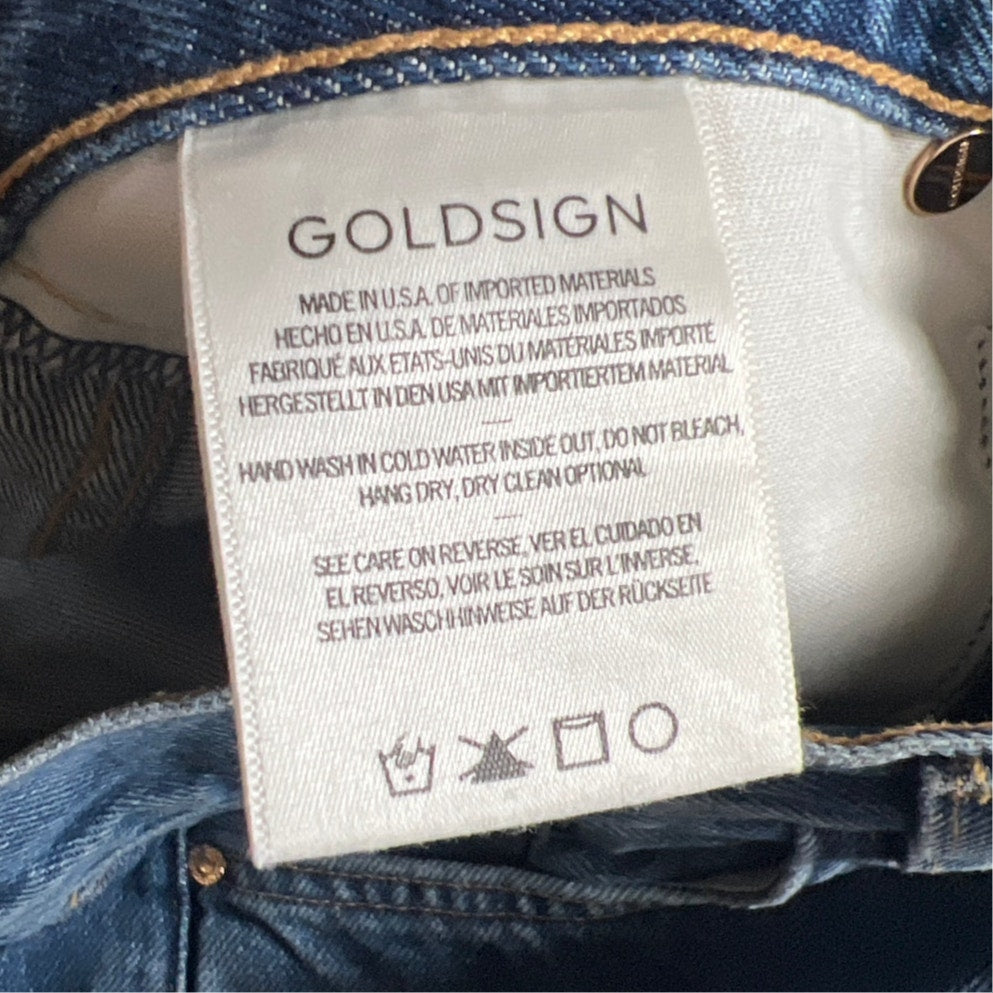 GOLDSIGN
MADE IN U.S.A. OF IMPORTED MATERIALS
HECHO EN U.S.A. DE MATERIALES IMPORTADOS
FABRIQUÉ AUX ETATS-UNIS DU MATERIALES IMPORTÉ
HERGESTELLT IN DEN USA MIT IMPORTIERTEM MATERIAL
HAND WASH IN COLD WATER INSIDE OUT, DO NOT BLEACH,
HANG DRY, DRY CLEAN OPTIONAL
SEE CARE ON REVERSE. VER EL CUIDADO EN
EL REVERSO. VOIR LE SOIN SUR L'INVERSE.
SEHEN WASCHHINWEISE AUF DER RÜCKSEITE
GOLDSIGN